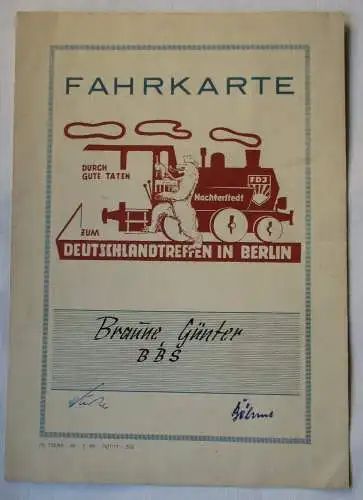 FAHRKARTE
DURCH
GUTE TATEN
FDJ
Nachterstedt
ZUM
DEUTSCHLANDTREFFEN IN BERLIN
Braune, Günter
BBS
Böhme